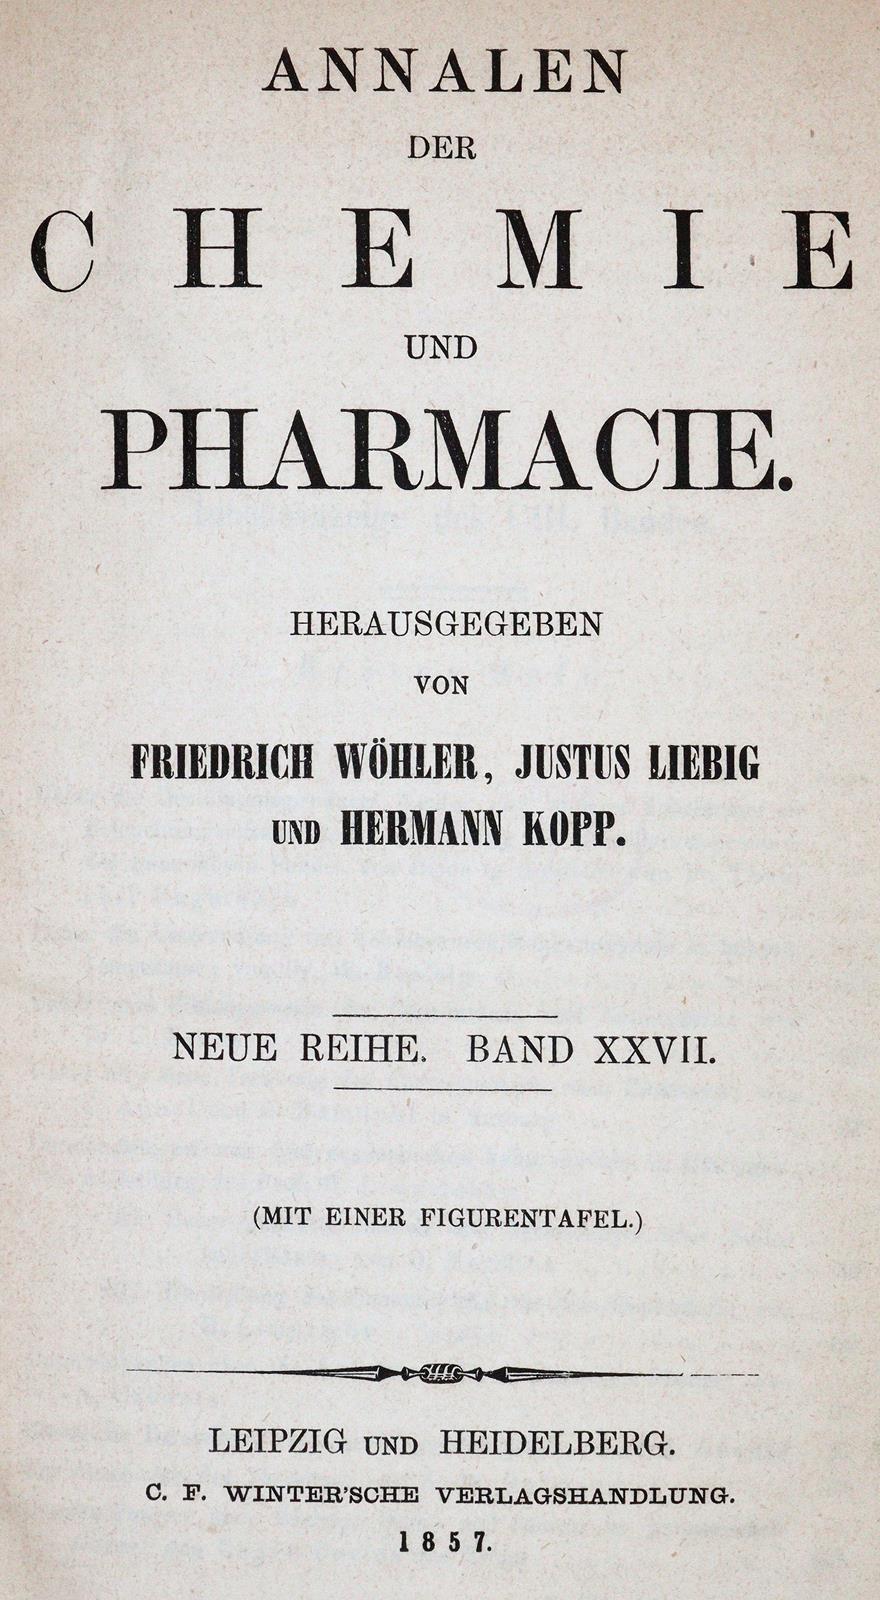 ANNALEN
DER
CHEMIE
UND
PHARMACIE.
HERAUSGEGEBEN
VON
FRIEDRICH WÖHLER, JUSTUS LIEBIG
UND HERMANN KOPP.
NEUE REIHE. BAND XXVII.
(MIT EINER FIGURENTAFEL.)
LEIPZIG UND HEIDELBERG.
C. F. WINTER'SCHE VERLAGSHANDLUNG.
1857.